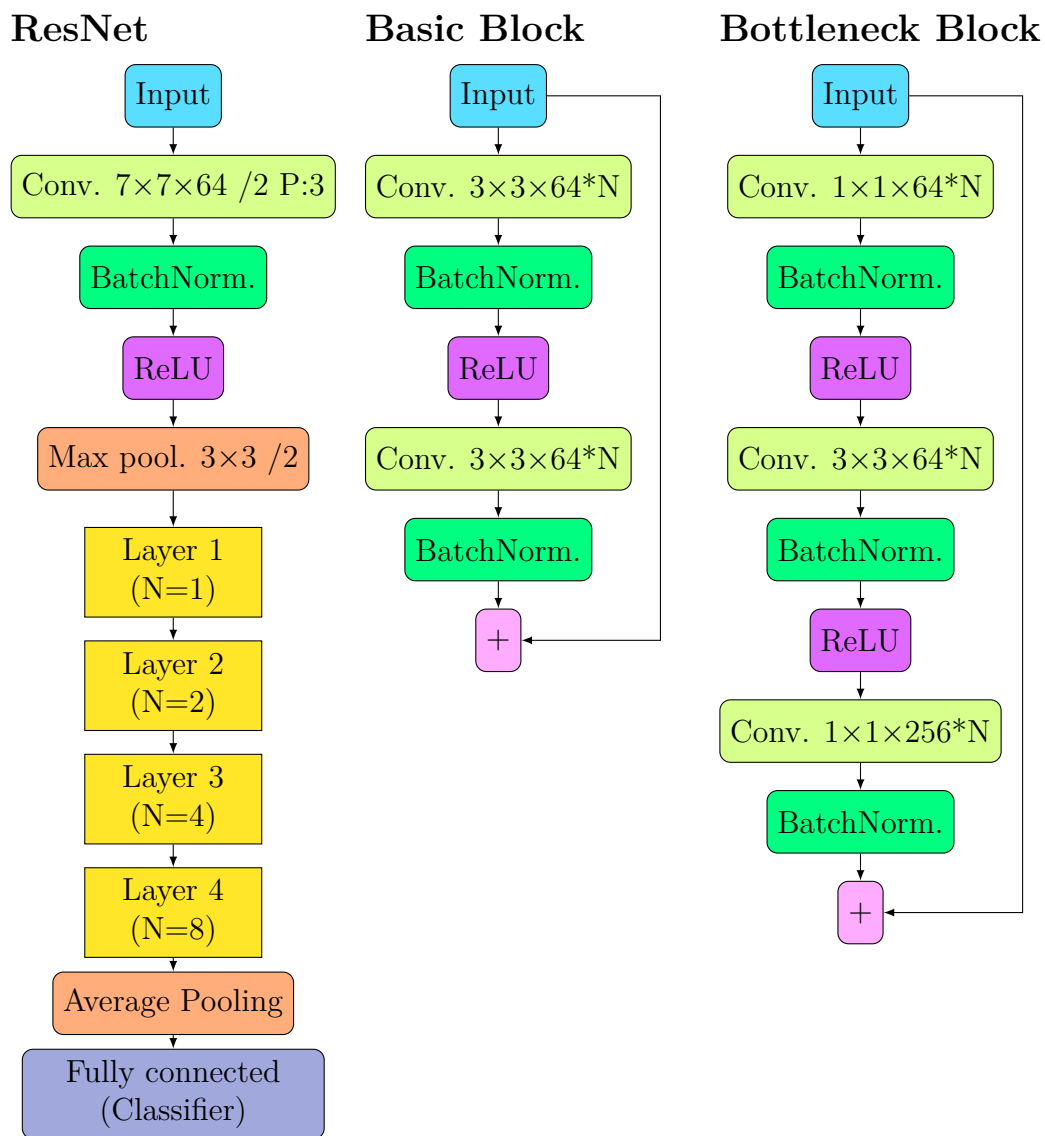 ResNet
Input
Conv. 7×7×64 /2 P:3
BatchNorm.
ReLU
Max pool. 3×3 /2
Layer 1
(N=1)
Layer 2
(N=2)
Layer 3
(N=4)
Layer 4
(N=8)
Average Pooling
Fully connected
(Classifier)
Basic Block
Input
Conv. 3×3×64*N
BatchNorm.
ReLU
Conv. 3×3×64*N
BatchNorm.
+
Bottleneck Block
Input
Conv. 1×1×64*N
BatchNorm.
ReLU
Conv. 3×3×64*N
BatchNorm.
ReLU
Conv. 1×1×256*N
BatchNorm.
+